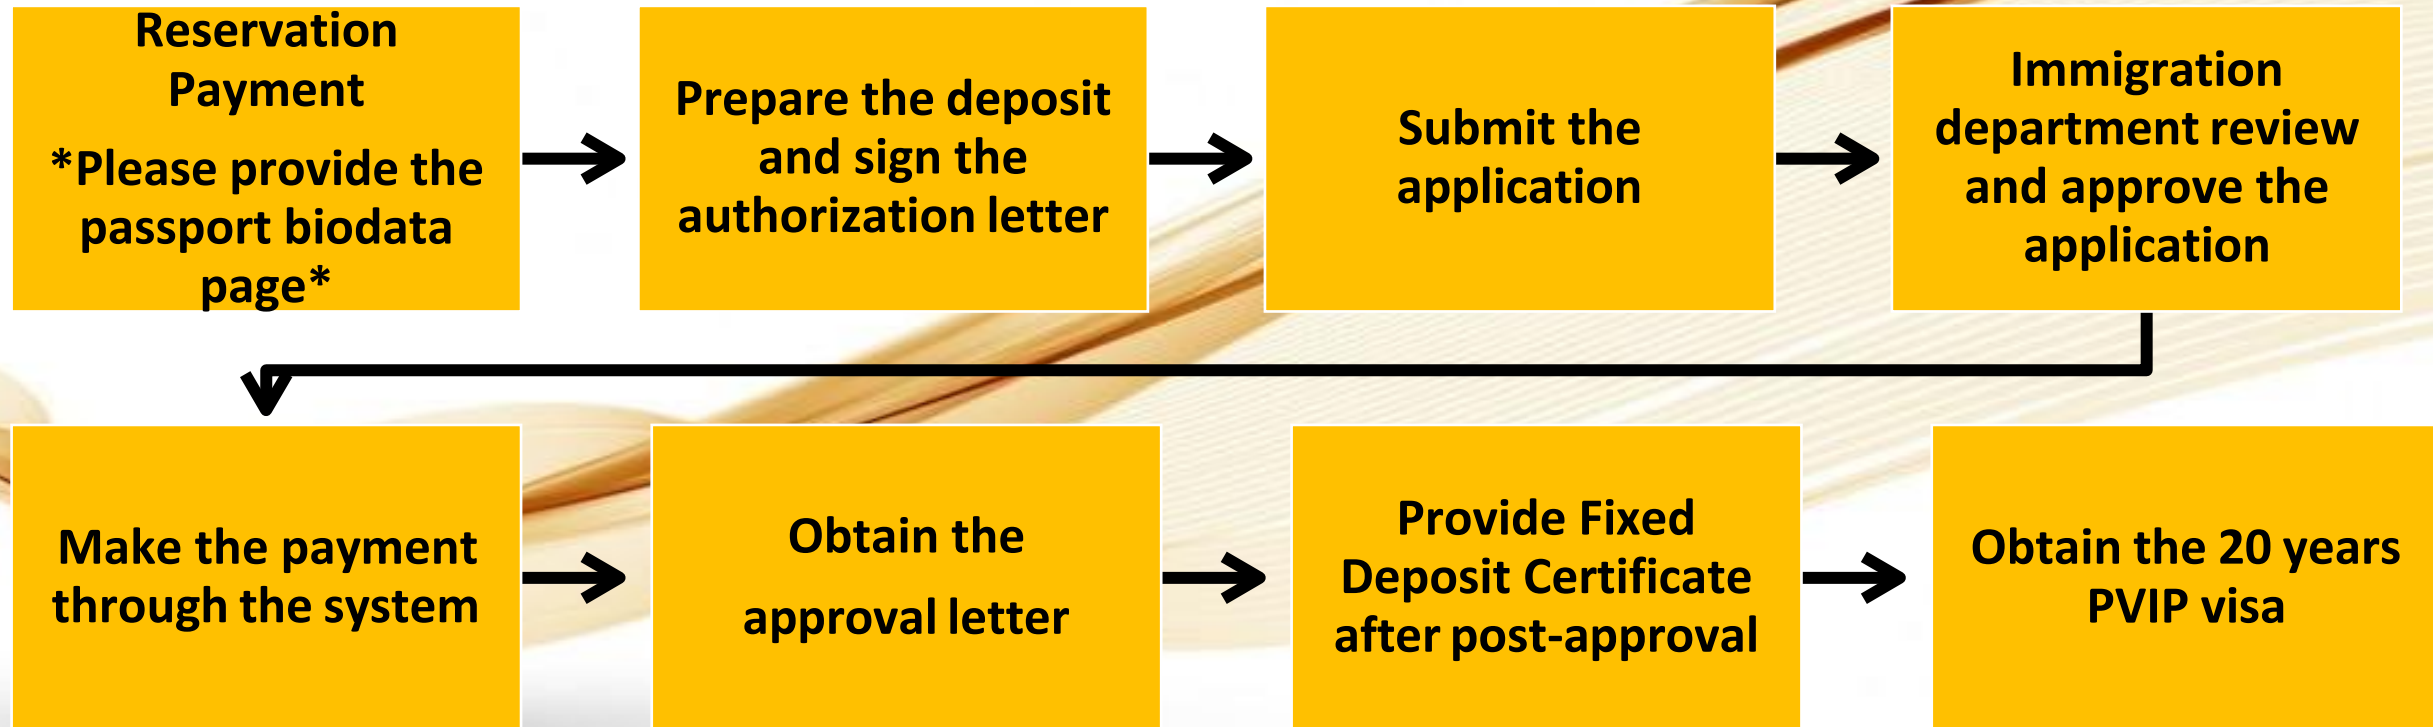 Reservation
Payment
*Please provide the
passport biodata
page*
Prepare the deposit
and sign the
authorization letter
Submit the
application
Immigration
department review
and approve the
application
Make the payment
through the system
Obtain the
approval letter
Provide Fixed
Deposit Certificate
after post-approval
Obtain the 20 years
PVIP visa